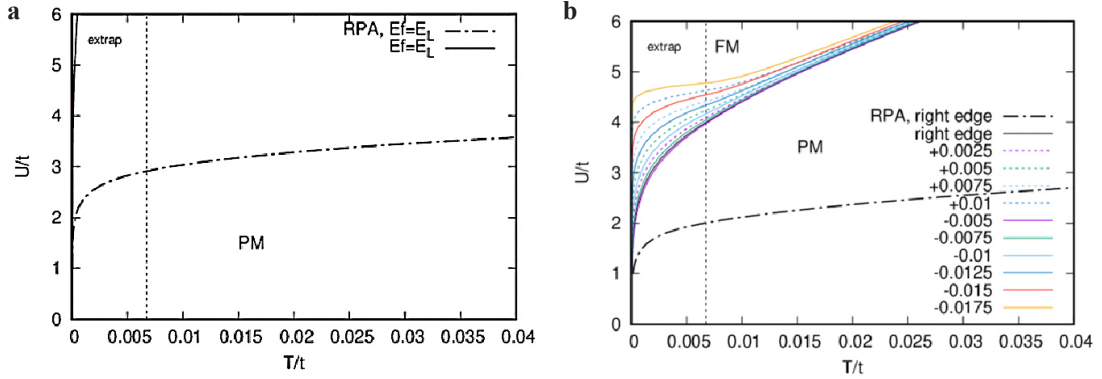 a
6
5
4
3
2
1
0
U/t
extrap
RPA, Ef=E_L
Ef=E_L
PM
0
0.005
0.01
0.015
0.02
0.025
0.03
0.035
0.04
T/t
b
6
5
4
3
2
1
0
U/t
extrap
FM
PM
RPA, right edge
right edge
+0.0025
+0.005
+0.0075
+0.01
-0.005
-0.0075
-0.01
-0.0125
-0.015
-0.0175
0
0.005
0.01
0.015
0.02
0.025
0.03
0.035
0.04
T/t